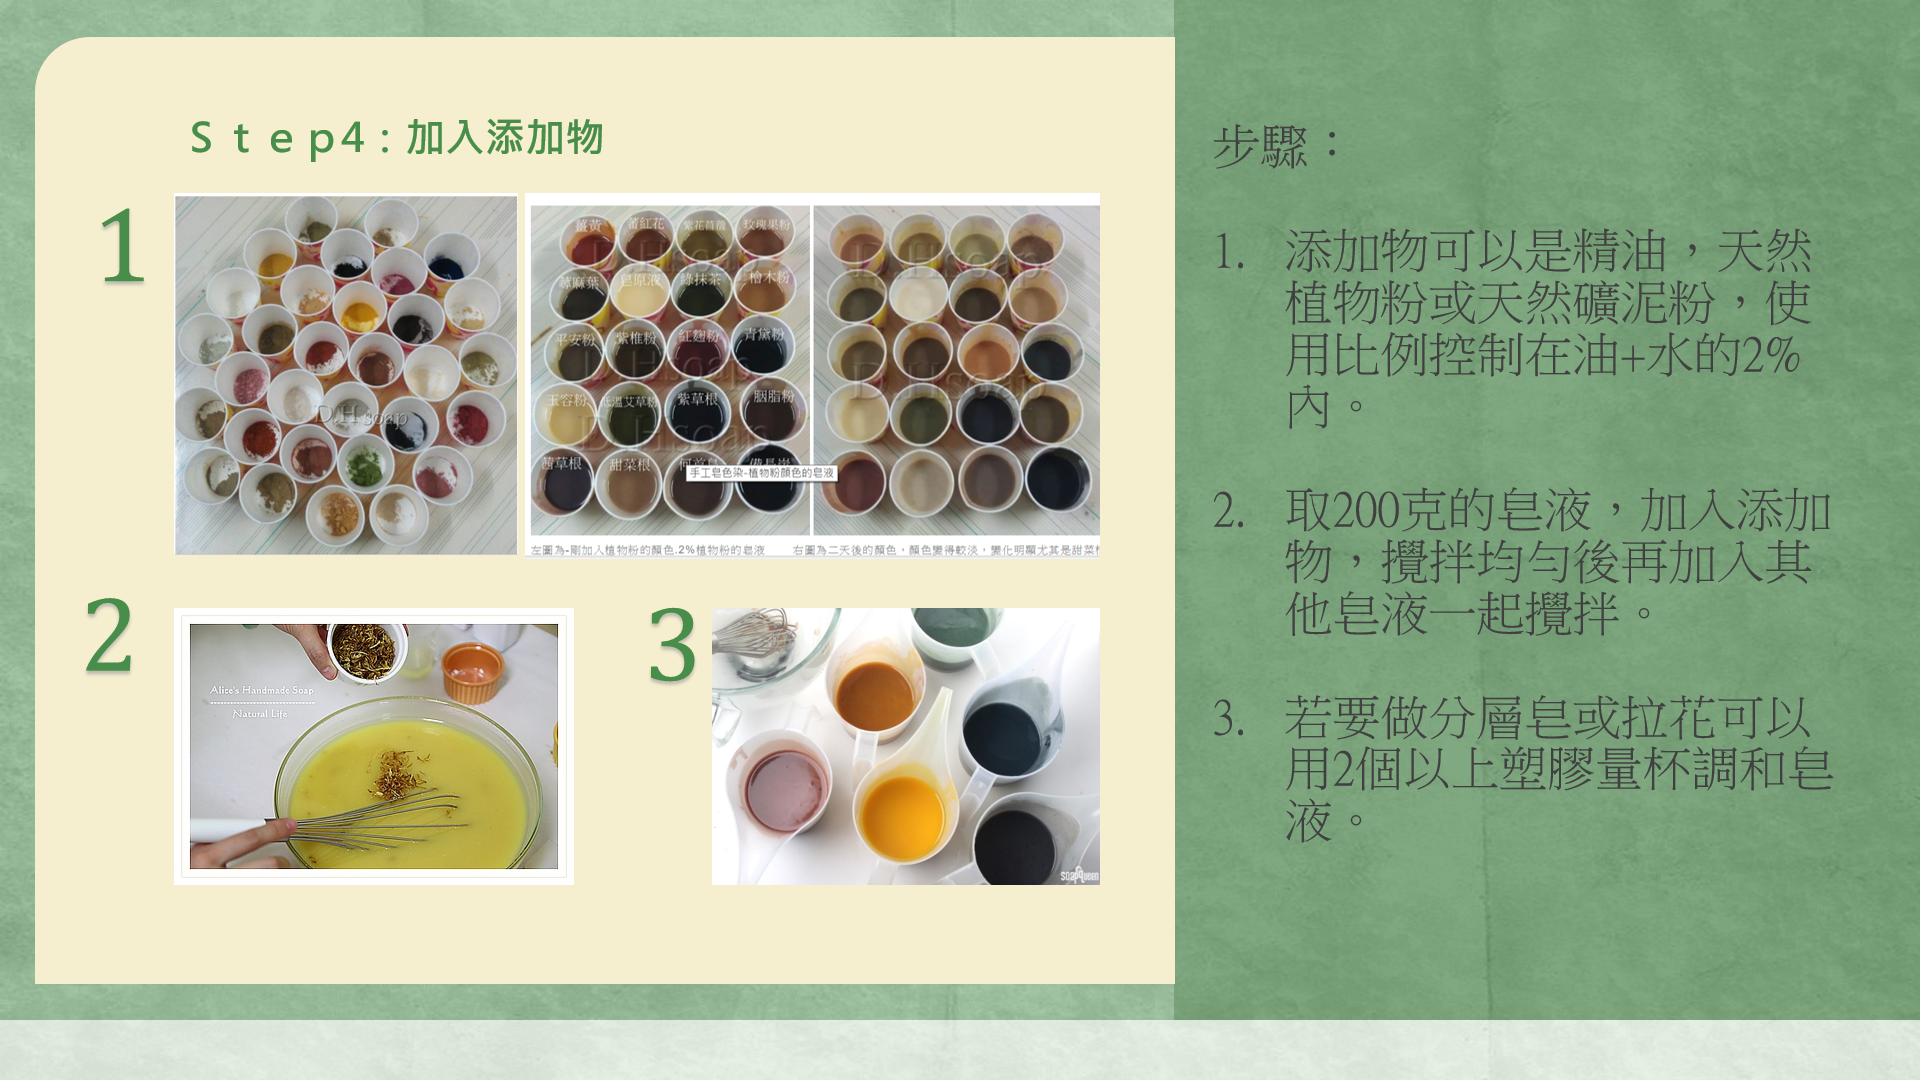 Ｓｔｅp4：加入添加物
1
D.H soap
薑黃 番紅花 紫花苜蓿 玫瑰果粉
蕁麻葉 皂原液 綠抹茶 檜木粉
平安粉 紫椎粉 紅麴粉 青黛粉
玉容粉 低溫艾草粉 紫草根 胭脂粉
茜草根 甜菜根
D.Hsoap
手工皂色染-植物粉顏色的皂液
左圖為-剛加入植物粉的顏色.2%植物粉的皂液
右圖為二天後的顏色，顏色變得較淡，變化明顯尤其是甜菜
2
Alice's Handmade Soap
Natural Life
3
soapqueen
步驟：
1. 添加物可以是精油，天然
植物粉或天然礦泥粉，使
用比例控制在油+水的2%
內。
2. 取200克的皂液，加入添加
物，攪拌均勻後再加入其
他皂液一起攪拌。
3. 若要做分層皂或拉花可以
用2個以上塑膠量杯調和皂
液。